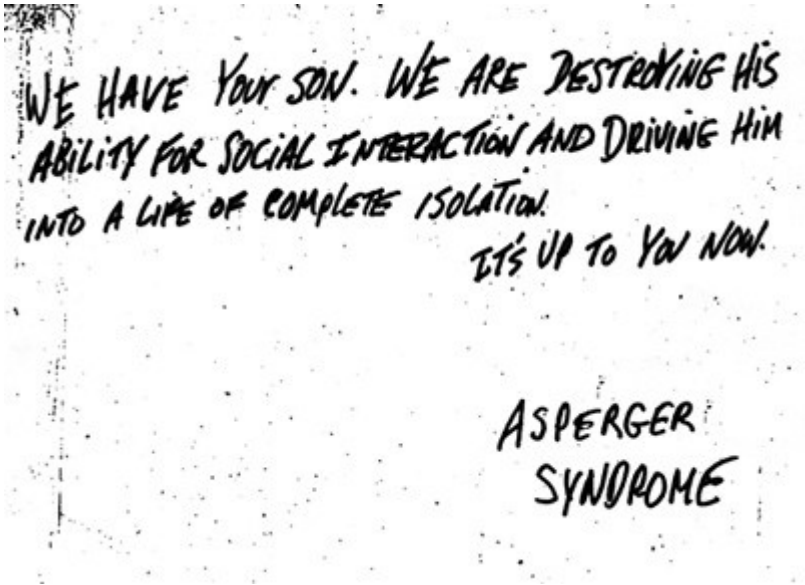 WE HAVE YOUR SON. WE ARE DESTROYING HIS
ABILITY FOR SOCIAL INTERACTION AND DRIVING HIM
INTO A LIFE OF COMPLETE ISOLATION.
IT'S UP TO YOU NOW.
ASPERGER
SYNDROME